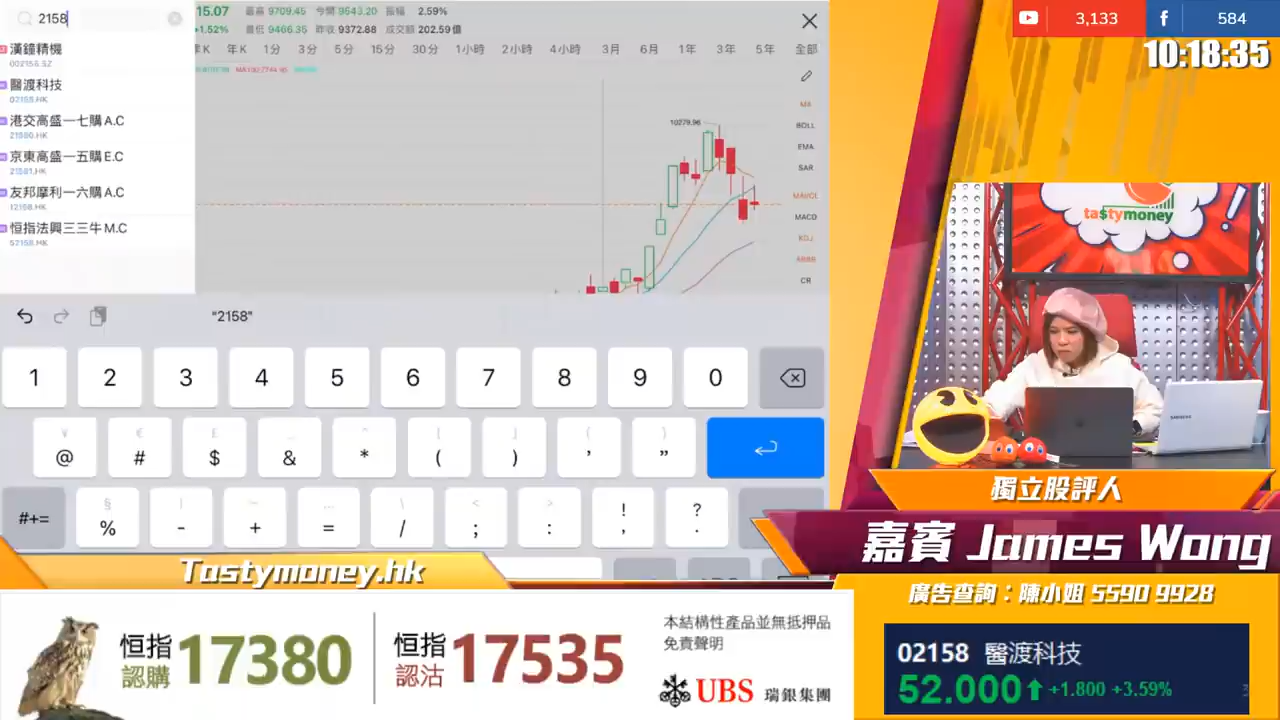 2158
漢鐘精機
002158.SZ
醫渡科技
02158.HK
港交高盛一七購A.C
21590.HK
京東高盛一五購E.C
21591.HK
友邦摩利一六購A.C
12158.HK
恒指法興三三牛M.C
52158.HK
15.07 最高 9709.45 今開 9543.20 振幅 2.59%
+1.52% 最低 9466.35 昨收 9372.88 成交額 202.59億
年K 1分 3分 5分 15分 30分 1小時 2小時 4小時 3月 6月 1年 3年 5年 全部
10279.96
MA
BOLL
EMA
SAR
MACD
KDJ
CR
"2158"
1 2 3 4 5 6 7 8 9 0
@ # $ & * ( ) ' "
#+= % - + = / ; : ! , ? .
3,133
584
10:18:35
tastymoney
SAMSUNG
獨立股評人
嘉賓 James Wong
Tastymoney.hk
廣告查詢：陳小姐 5590 9928
恒指認購 17380
恒指認沽 17535
本結構性產品並無抵押品
免責聲明
UBS 瑞銀集團
02158 醫渡科技
52.000 +1.800 +3.59%